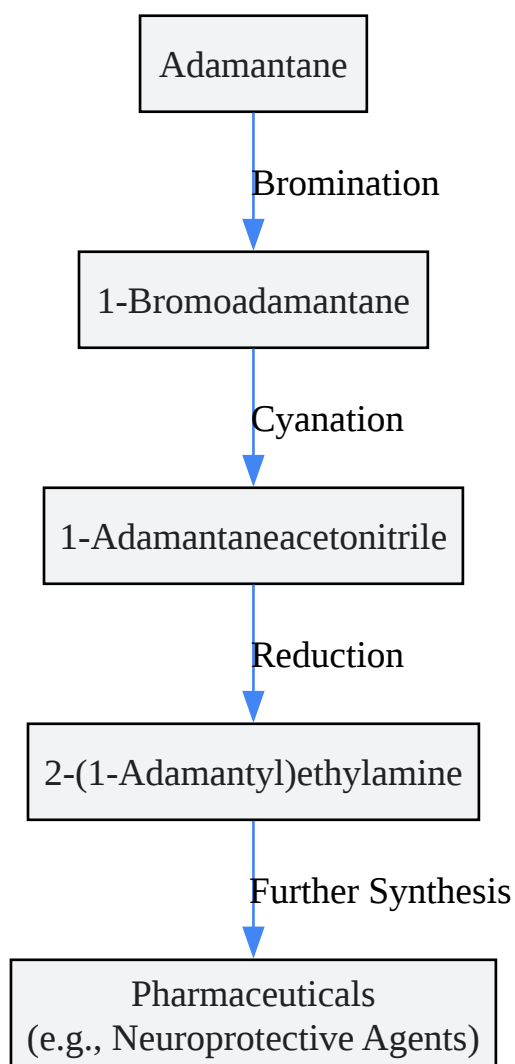 Adamantane
Bromination
1-Bromoadamantane
Cyanation
1-Adamantaneacetonitrile
Reduction
2-(1-Adamantyl)ethylamine
Further Synthesis
Pharmaceuticals
(e.g., Neuroprotective Agents)